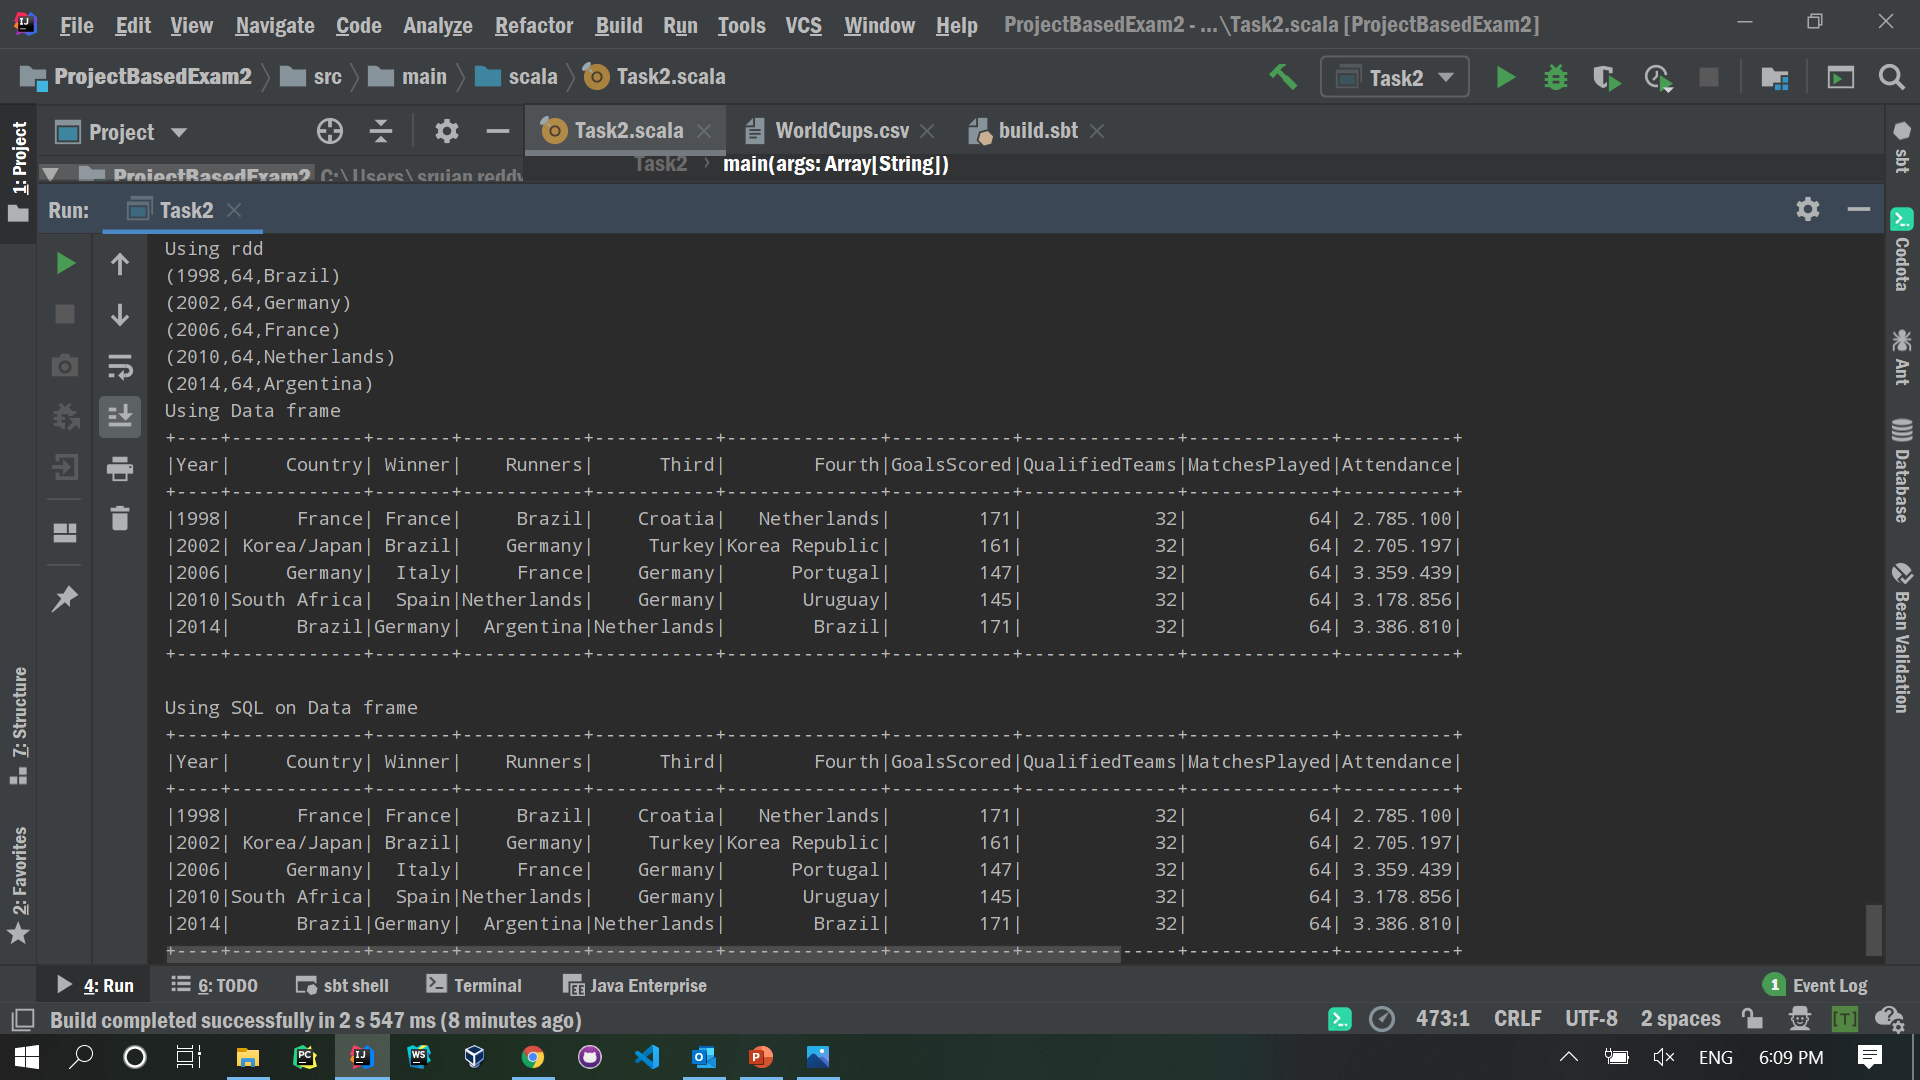 File Edit View Navigate Code Analyze Refactor Build Run Tools VCS Window Help ProjectBasedExam2 - ...\Task2.scala [ProjectBasedExam2]
ProjectBasedExam2 src main scala Task2.scala Task2
Project Task2.scala WorldCups.csv build.sbt
ProjectBasedExam2 C:\Users\srujan reddy Task2 › main(args: Array[String])
Run: Task2
Using rdd
(1998,64,Brazil)
(2002,64,Germany)
(2006,64,France)
(2010,64,Netherlands)
(2014,64,Argentina)
Using Data frame
+----+------------+-------+-----------+-----------+--------------+-----------+--------------+-------------+----------+
|Year|     Country| Winner|    Runners|      Third|        Fourth|GoalsScored|QualifiedTeams|MatchesPlayed|Attendance|
+----+------------+-------+-----------+-----------+--------------+-----------+--------------+-------------+----------+
|1998|      France| France|     Brazil|    Croatia|   Netherlands|        171|            32|           64| 2.785.100|
|2002| Korea/Japan| Brazil|    Germany|     Turkey|Korea Republic|        161|            32|           64| 2.705.197|
|2006|     Germany|  Italy|     France|    Germany|      Portugal|        147|            32|           64| 3.359.439|
|2010|South Africa|  Spain|Netherlands|    Germany|       Uruguay|        145|            32|           64| 3.178.856|
|2014|      Brazil|Germany|  Argentina|Netherlands|        Brazil|        171|            32|           64| 3.386.810|
+----+------------+-------+-----------+-----------+--------------+-----------+--------------+-------------+----------+
Using SQL on Data frame
+----+------------+-------+-----------+-----------+--------------+-----------+--------------+-------------+----------+
|Year|     Country| Winner|    Runners|      Third|        Fourth|GoalsScored|QualifiedTeams|MatchesPlayed|Attendance|
+----+------------+-------+-----------+-----------+--------------+-----------+--------------+-------------+----------+
|1998|      France| France|     Brazil|    Croatia|   Netherlands|        171|            32|           64| 2.785.100|
|2002| Korea/Japan| Brazil|    Germany|     Turkey|Korea Republic|        161|            32|           64| 2.705.197|
|2006|     Germany|  Italy|     France|    Germany|      Portugal|        147|            32|           64| 3.359.439|
|2010|South Africa|  Spain|Netherlands|    Germany|       Uruguay|        145|            32|           64| 3.178.856|
|2014|      Brazil|Germany|  Argentina|Netherlands|        Brazil|        171|            32|           64| 3.386.810|
+----+------------+-------+-----------+-----------+--------------+-----------+--------------+-------------+----------+
1: Project
7: Structure
2: Favorites
sbt
Codota
Ant
Database
Bean Validation
4: Run 6: TODO sbt shell Terminal Java Enterprise 1 Event Log
Build completed successfully in 2 s 547 ms (8 minutes ago) 473:1 CRLF UTF-8 2 spaces [T]
ENG 6:09 PM